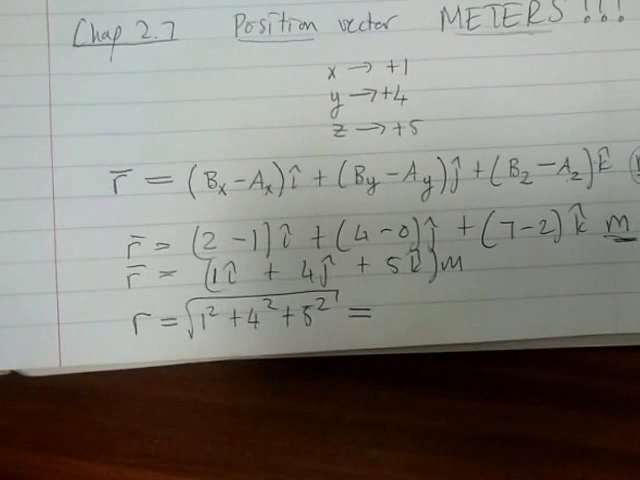 Chap 2.7 Position vector METERS!!!
x → +1
y → +4
z → +5
r̄ = (Bx - Ax)î + (By - Ay)ĵ + (Bz - Az)k̂
r̄ = (2 - 1)î + (4 - 0)ĵ + (7 - 2)k̂ m
r̄ = (1î + 4ĵ + 5k̂)m
r = √1² + 4² + 5² =